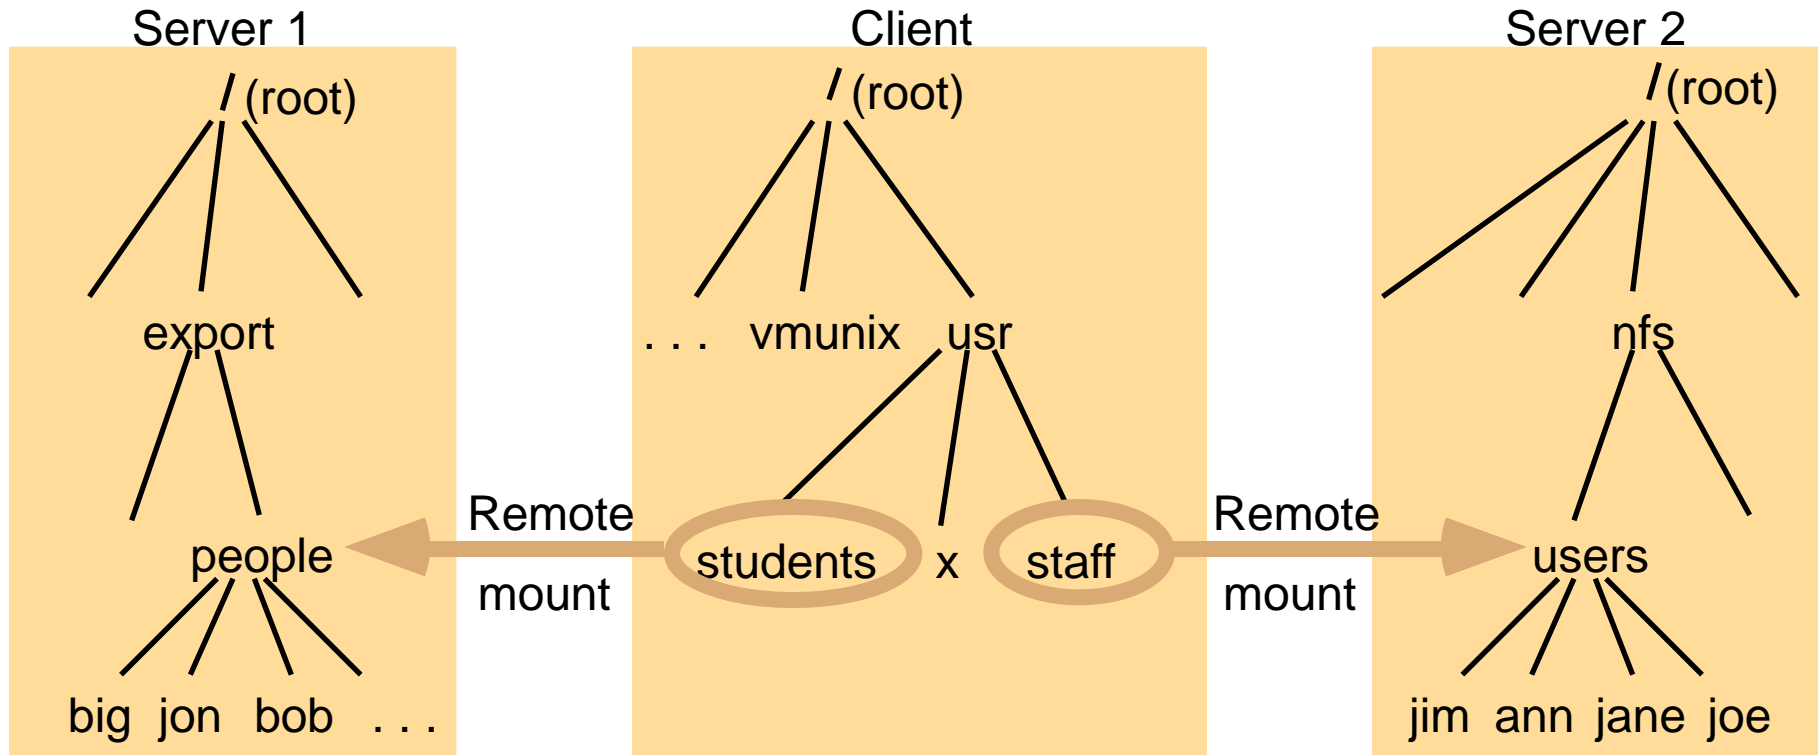 Server 1
Client
Server 2
/ (root)
/ (root)
/ (root)
export
. . . vmunix usr
nfs
Remote
mount
Remote
mount
people
students x staff
users
big jon bob . . .
jim ann jane joe